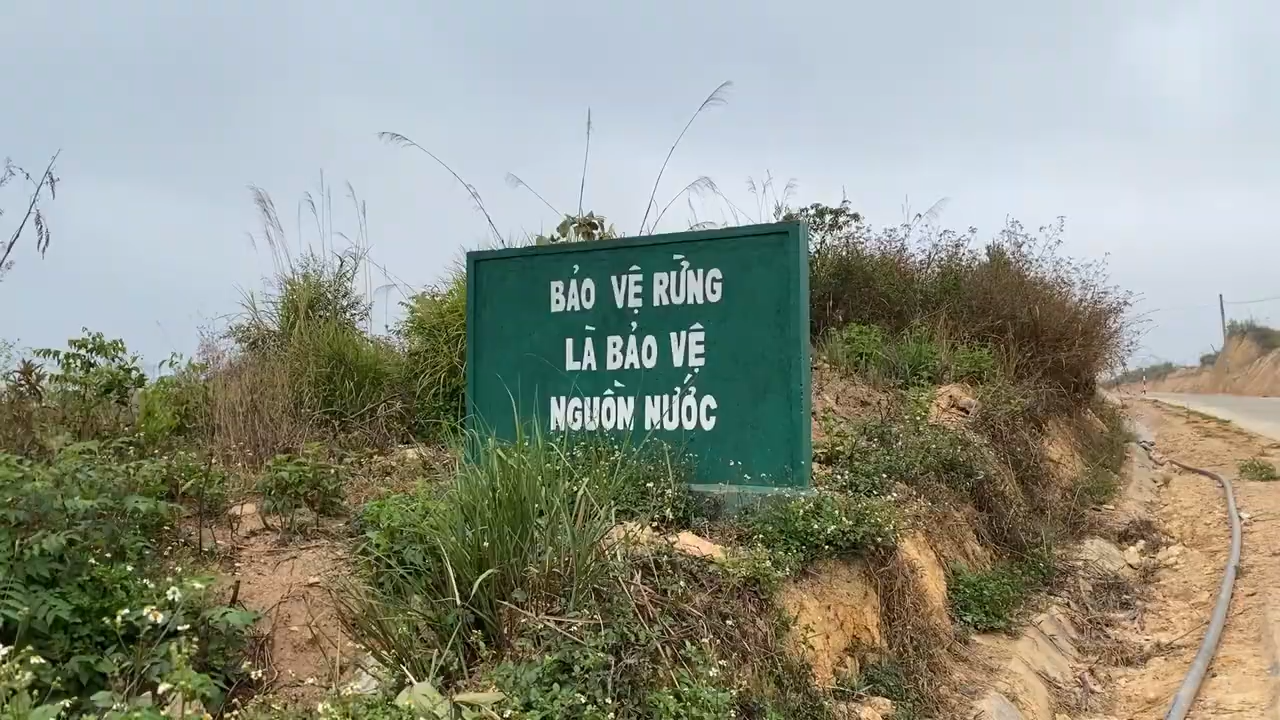 BẢO VỆ RỪNG
LÀ BẢO VỆ
NGUỒN NƯỚC